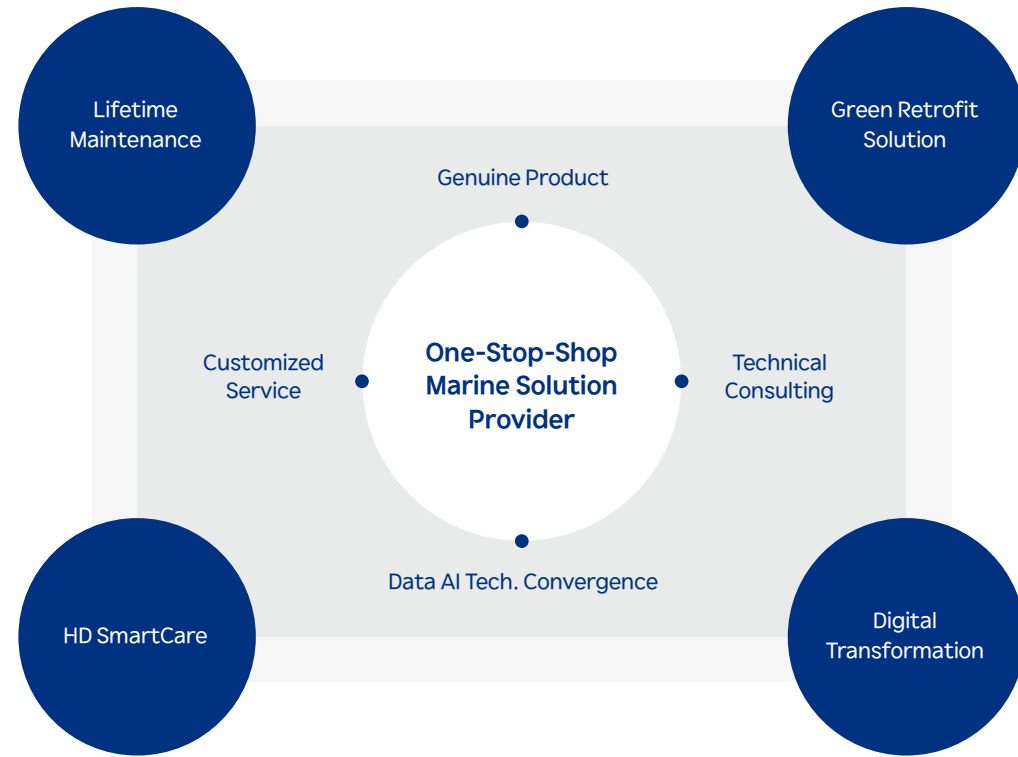 Lifetime
Maintenance
Green Retrofit
Solution
Genuine Product
Customized
Service
One-Stop-Shop
Marine Solution
Provider
Technical
Consulting
Data AI Tech. Convergence
HD SmartCare
Digital
Transformation